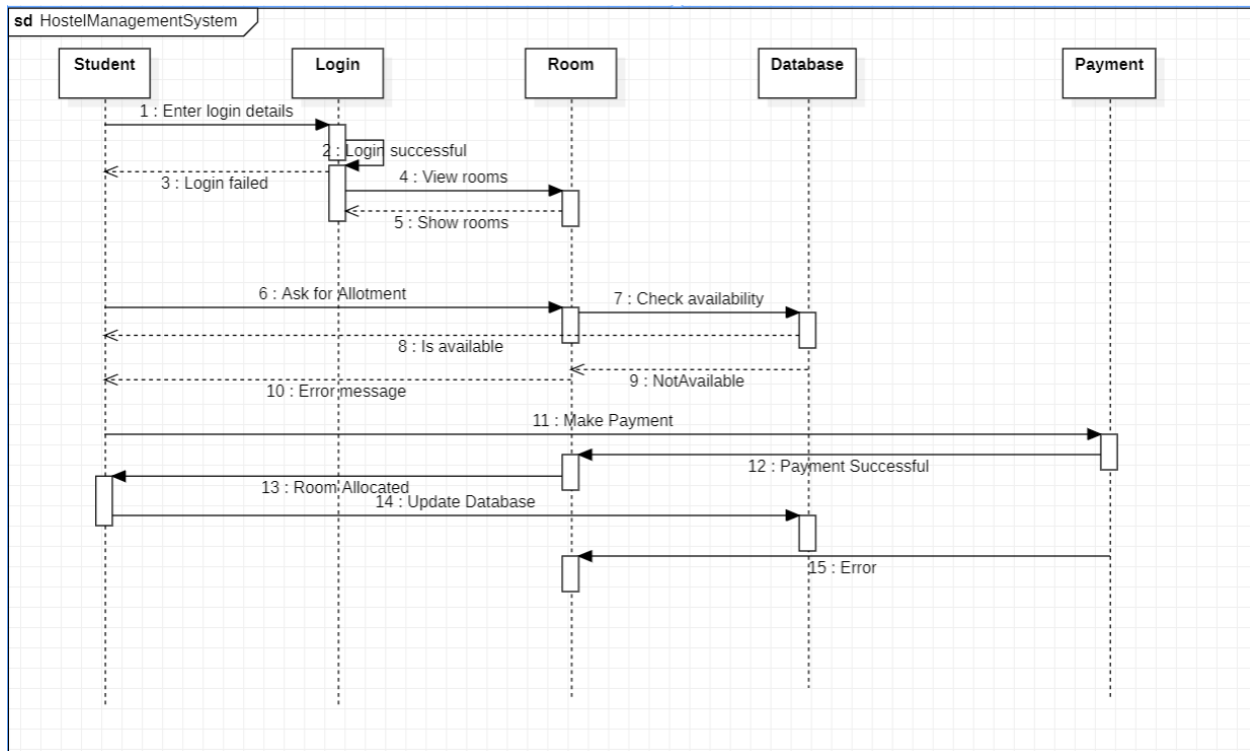 sd HostelManagementSystem
Student
Login
Room
Database
Payment
1 : Enter login details
2 : Login successful
3 : Login failed
4 : View rooms
5 : Show rooms
6 : Ask for Allotment
7 : Check availability
8 : Is available
9 : NotAvailable
10 : Error message
11 : Make Payment
12 : Payment Successful
13 : Room Allocated
14 : Update Database
15 : Error